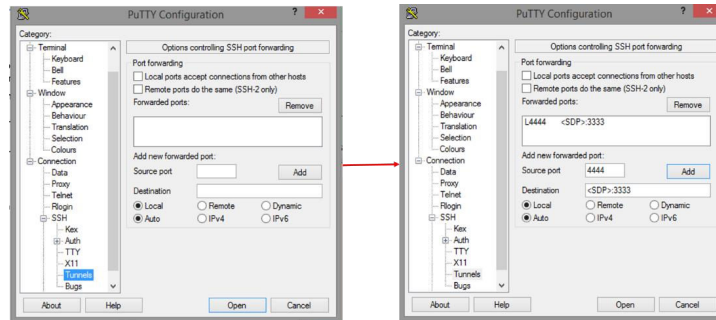 PuTTY Configuration
?
X
Category:
Terminal
Keyboard
Bell
Features
Window
Appearance
Behaviour
Translation
Selection
Colours
Connection
Data
Proxy
Telnet
Rlogin
SSH
Kex
Auth
TTY
X11
Tunnels
Bugs
Options controlling SSH port forwarding
Port forwarding
Local ports accept connections from other hosts
Remote ports do the same (SSH-2 only)
Forwarded ports:
Remove
Add new forwarded port:
Source port
Add
Destination
Local Remote Dynamic
Auto IPv4 IPv6
About Help Open Cancel
PuTTY Configuration
?
X
Category:
Terminal
Keyboard
Bell
Features
Window
Appearance
Behaviour
Translation
Selection
Colours
Connection
Data
Proxy
Telnet
Rlogin
SSH
Kex
Auth
TTY
X11
Tunnels
Bugs
Options controlling SSH port forwarding
Port forwarding
Local ports accept connections from other hosts
Remote ports do the same (SSH-2 only)
Forwarded ports:
Remove
L4444 <SDP>:3333
Add new forwarded port:
Source port 4444 Add
Destination <SDP>:3333
Local Remote Dynamic
Auto IPv4 IPv6
About Help Open Cancel